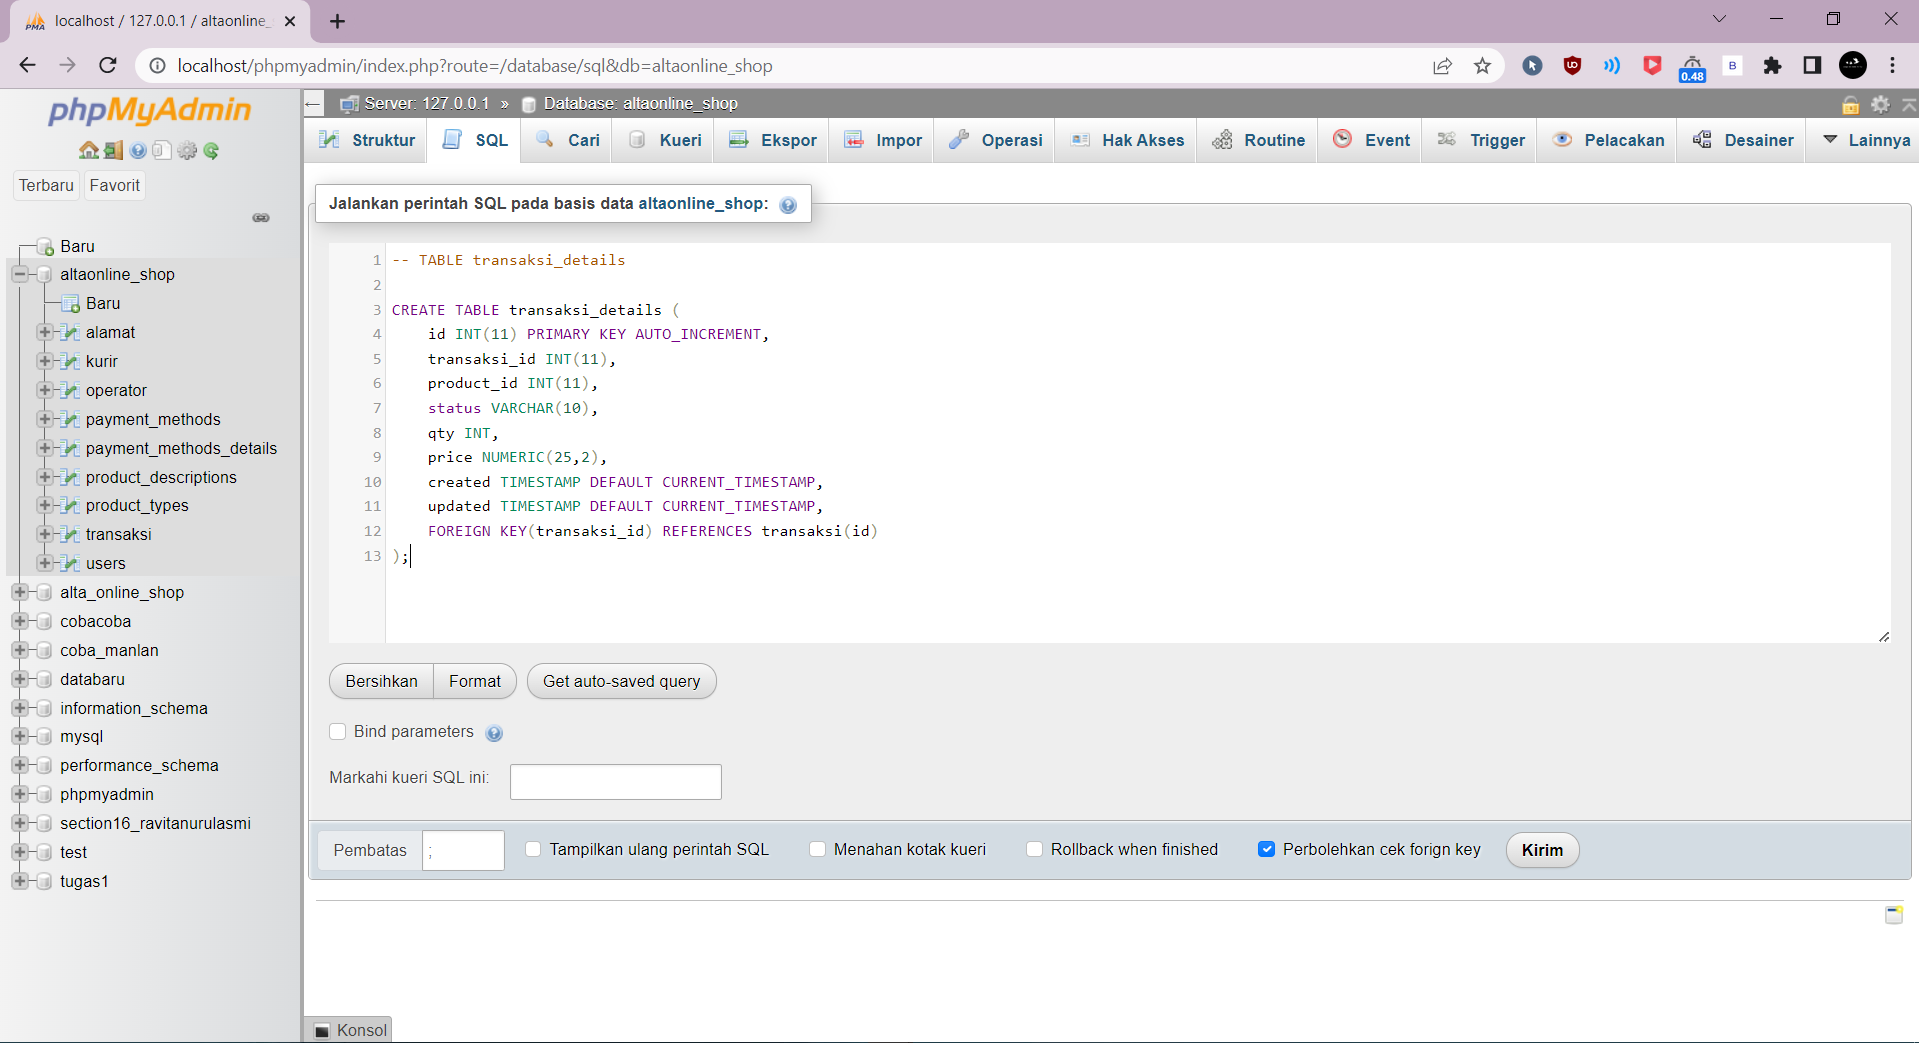 localhost / 127.0.0.1 / altaonline_
localhost/phpmyadmin/index.php?route=/database/sql&db=altaonline_shop
0.48
B
phpMyAdmin
Terbaru Favorit
Baru
altaonline_shop
Baru
alamat
kurir
operator
payment_methods
payment_methods_details
product_descriptions
product_types
transaksi
users
alta_online_shop
cobacoba
coba_manlan
databaru
information_schema
mysql
performance_schema
phpmyadmin
section16_ravitanurulasmi
test
tugas1
Server: 127.0.0.1 » Database: altaonline_shop
Struktur SQL Cari Kueri Ekspor Impor Operasi Hak Akses Routine Event Trigger Pelacakan Desainer Lainnya
Jalankan perintah SQL pada basis data altaonline_shop:
1 -- TABLE transaksi_details
2
3 CREATE TABLE transaksi_details (
4 id INT(11) PRIMARY KEY AUTO_INCREMENT,
5 transaksi_id INT(11),
6 product_id INT(11),
7 status VARCHAR(10),
8 qty INT,
9 price NUMERIC(25,2),
10 created TIMESTAMP DEFAULT CURRENT_TIMESTAMP,
11 updated TIMESTAMP DEFAULT CURRENT_TIMESTAMP,
12 FOREIGN KEY(transaksi_id) REFERENCES transaksi(id)
13 );
Bersihkan Format Get auto-saved query
Bind parameters
Markahi kueri SQL ini:
Pembatas ; Tampilkan ulang perintah SQL Menahan kotak kueri Rollback when finished Perbolehkan cek forign key Kirim
Konsol